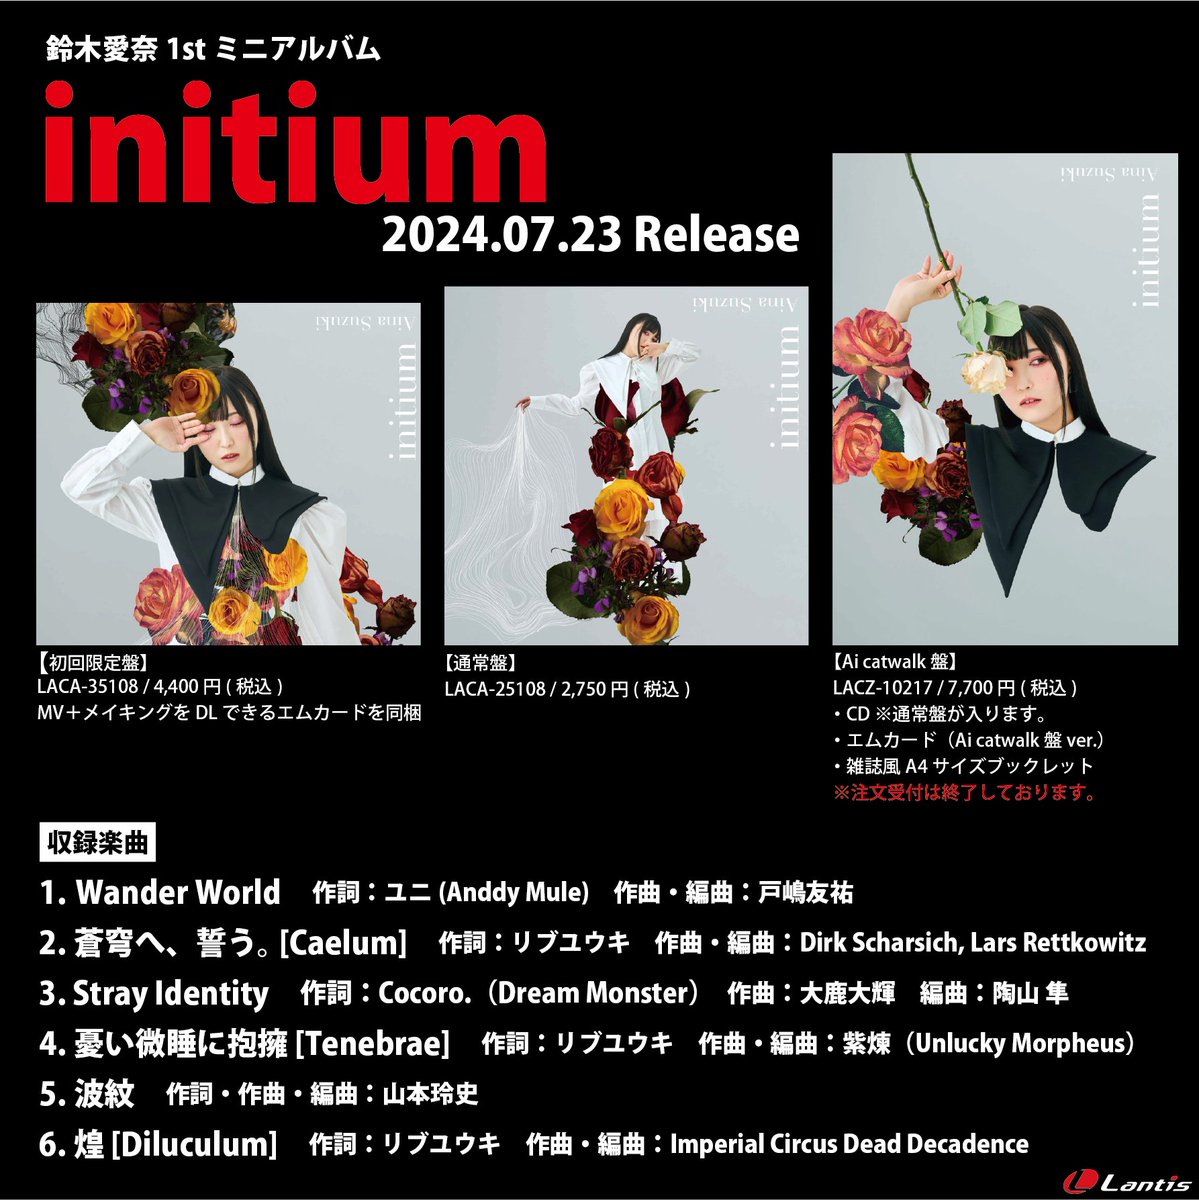 鈴木愛奈 1st ミニアルバム
initium
2024.07.23 Release
Aina Suzuki
initium
Aina Suzuki
initium
Aina Suzuki
initium
【初回限定盤】
LACA-35108 / 4,400 円 ( 税込 )
MV＋メイキングを DL できるエムカードを同梱
【通常盤】
LACA-25108 / 2,750 円 ( 税込 )
【Ai catwalk 盤】
LACZ-10217 / 7,700 円 ( 税込 )
・CD ※通常盤が入ります。
・エムカード（Ai catwalk 盤 ver.）
・雑誌風 A4 サイズブックレット
※注文受付は終了しております。
収録楽曲
1. Wander World 作詞：ユニ (Anddy Mule) 作曲・編曲：戸嶋友祐
2. 蒼穹へ、誓う。[Caelum] 作詞：リブユウキ 作曲・編曲：Dirk Scharsich, Lars Rettkowitz
3. Stray Identity 作詞：Cocoro.（Dream Monster） 作曲：大鹿大輝 編曲：陶山 隼
4. 憂い微睡に抱擁 [Tenebrae] 作詞：リブユウキ 作曲・編曲：紫煉（Unlucky Morpheus）
5. 波紋 作詞・作曲・編曲：山本玲史
6. 煌 [Diluculum] 作詞：リブユウキ 作曲・編曲：Imperial Circus Dead Decadence
Lantis